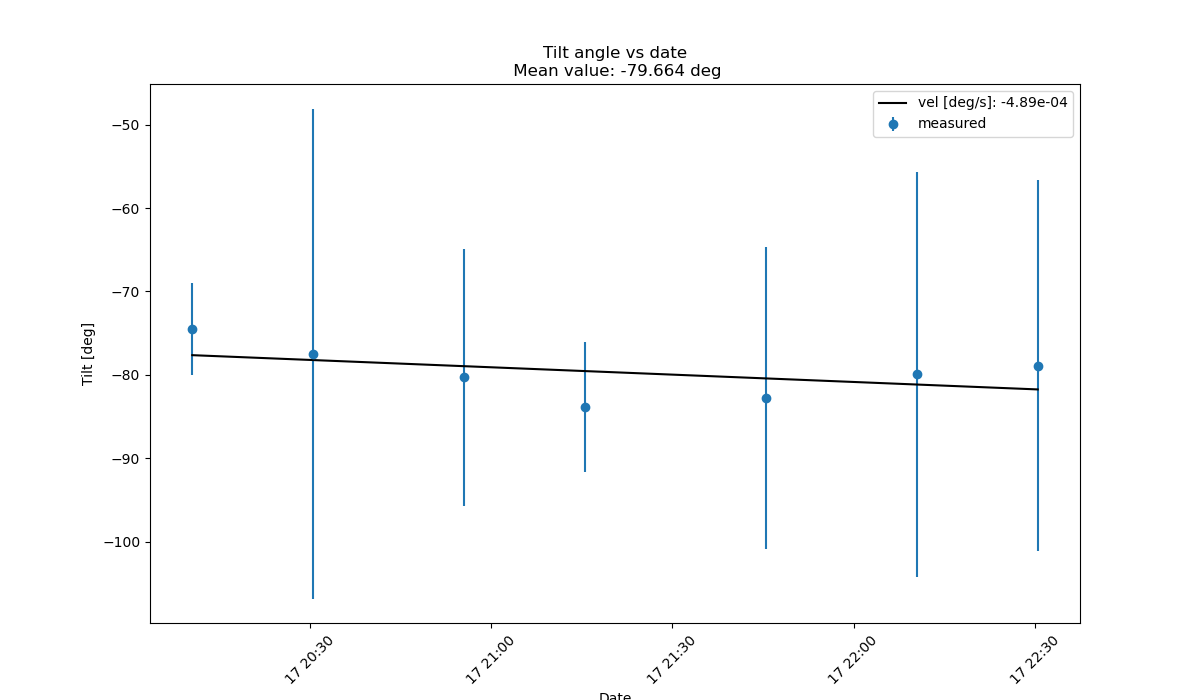 Tilt angle vs date
Mean value: -79.664 deg
vel [deg/s]: -4.89e-04
measured
Tilt [deg]
−50
−60
−70
−80
−90
−100
17 20:30
17 21:00
17 21:30
17 22:00
17 22:30
Date